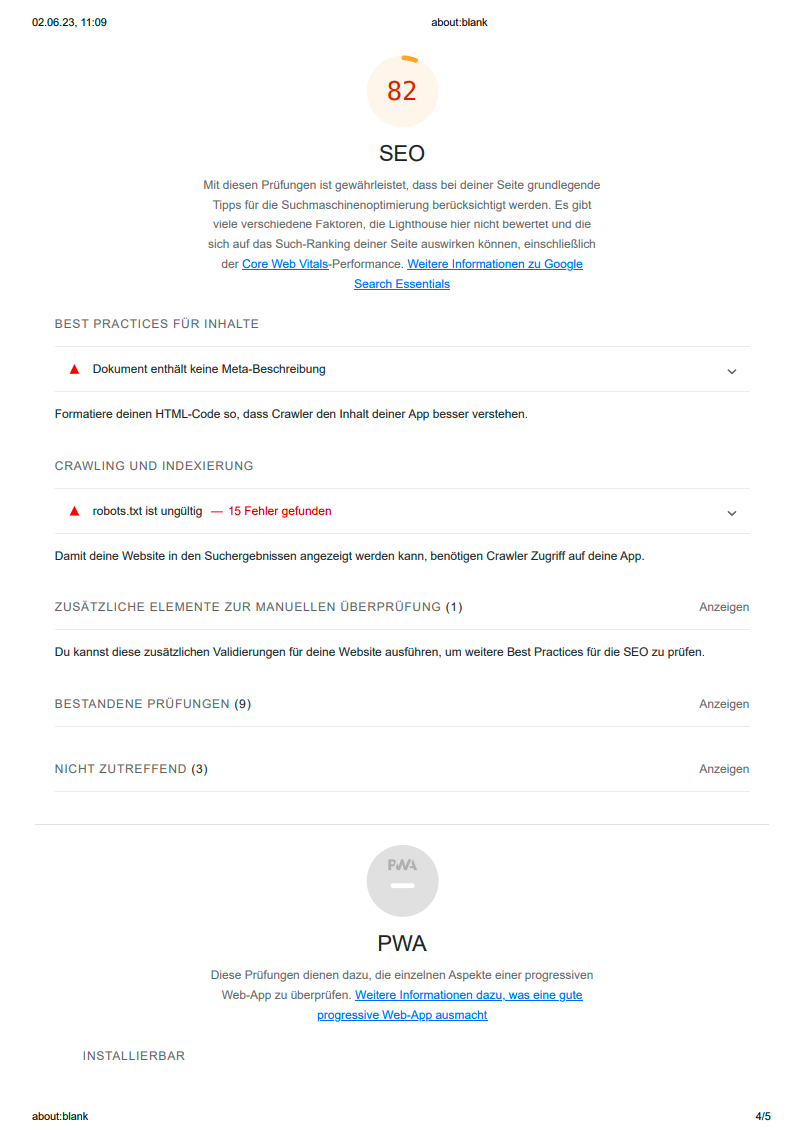 02.06.23, 11:09 about:blank
82
SEO
Mit diesen Prüfungen ist gewährleistet, dass bei deiner Seite grundlegende
Tipps für die Suchmaschinenoptimierung berücksichtigt werden. Es gibt
viele verschiedene Faktoren, die Lighthouse hier nicht bewertet und die
sich auf das Such-Ranking deiner Seite auswirken können, einschließlich
der Core Web Vitals-Performance. Weitere Informationen zu Google
Search Essentials
BEST PRACTICES FÜR INHALTE
Dokument enthält keine Meta-Beschreibung
Formatiere deinen HTML-Code so, dass Crawler den Inhalt deiner App besser verstehen.
CRAWLING UND INDEXIERUNG
robots.txt ist ungültig — 15 Fehler gefunden
Damit deine Website in den Suchergebnissen angezeigt werden kann, benötigen Crawler Zugriff auf deine App.
ZUSÄTZLICHE ELEMENTE ZUR MANUELLEN ÜBERPRÜFUNG (1) Anzeigen
Du kannst diese zusätzlichen Validierungen für deine Website ausführen, um weitere Best Practices für die SEO zu prüfen.
BESTANDENE PRÜFUNGEN (9) Anzeigen
NICHT ZUTREFFEND (3) Anzeigen
PWA
PWA
Diese Prüfungen dienen dazu, die einzelnen Aspekte einer progressiven
Web-App zu überprüfen. Weitere Informationen dazu, was eine gute
progressive Web-App ausmacht
INSTALLIERBAR
about:blank 4/5